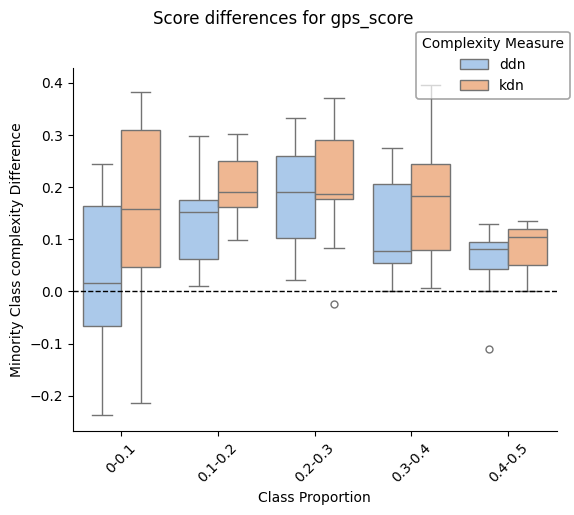 Score differences for gps_score
Complexity Measure
ddn
kdn
Minority Class complexity Difference
0.4
0.3
0.2
0.1
0.0
−0.1
−0.2
0-0.1
0.1-0.2
0.2-0.3
0.3-0.4
0.4-0.5
Class Proportion